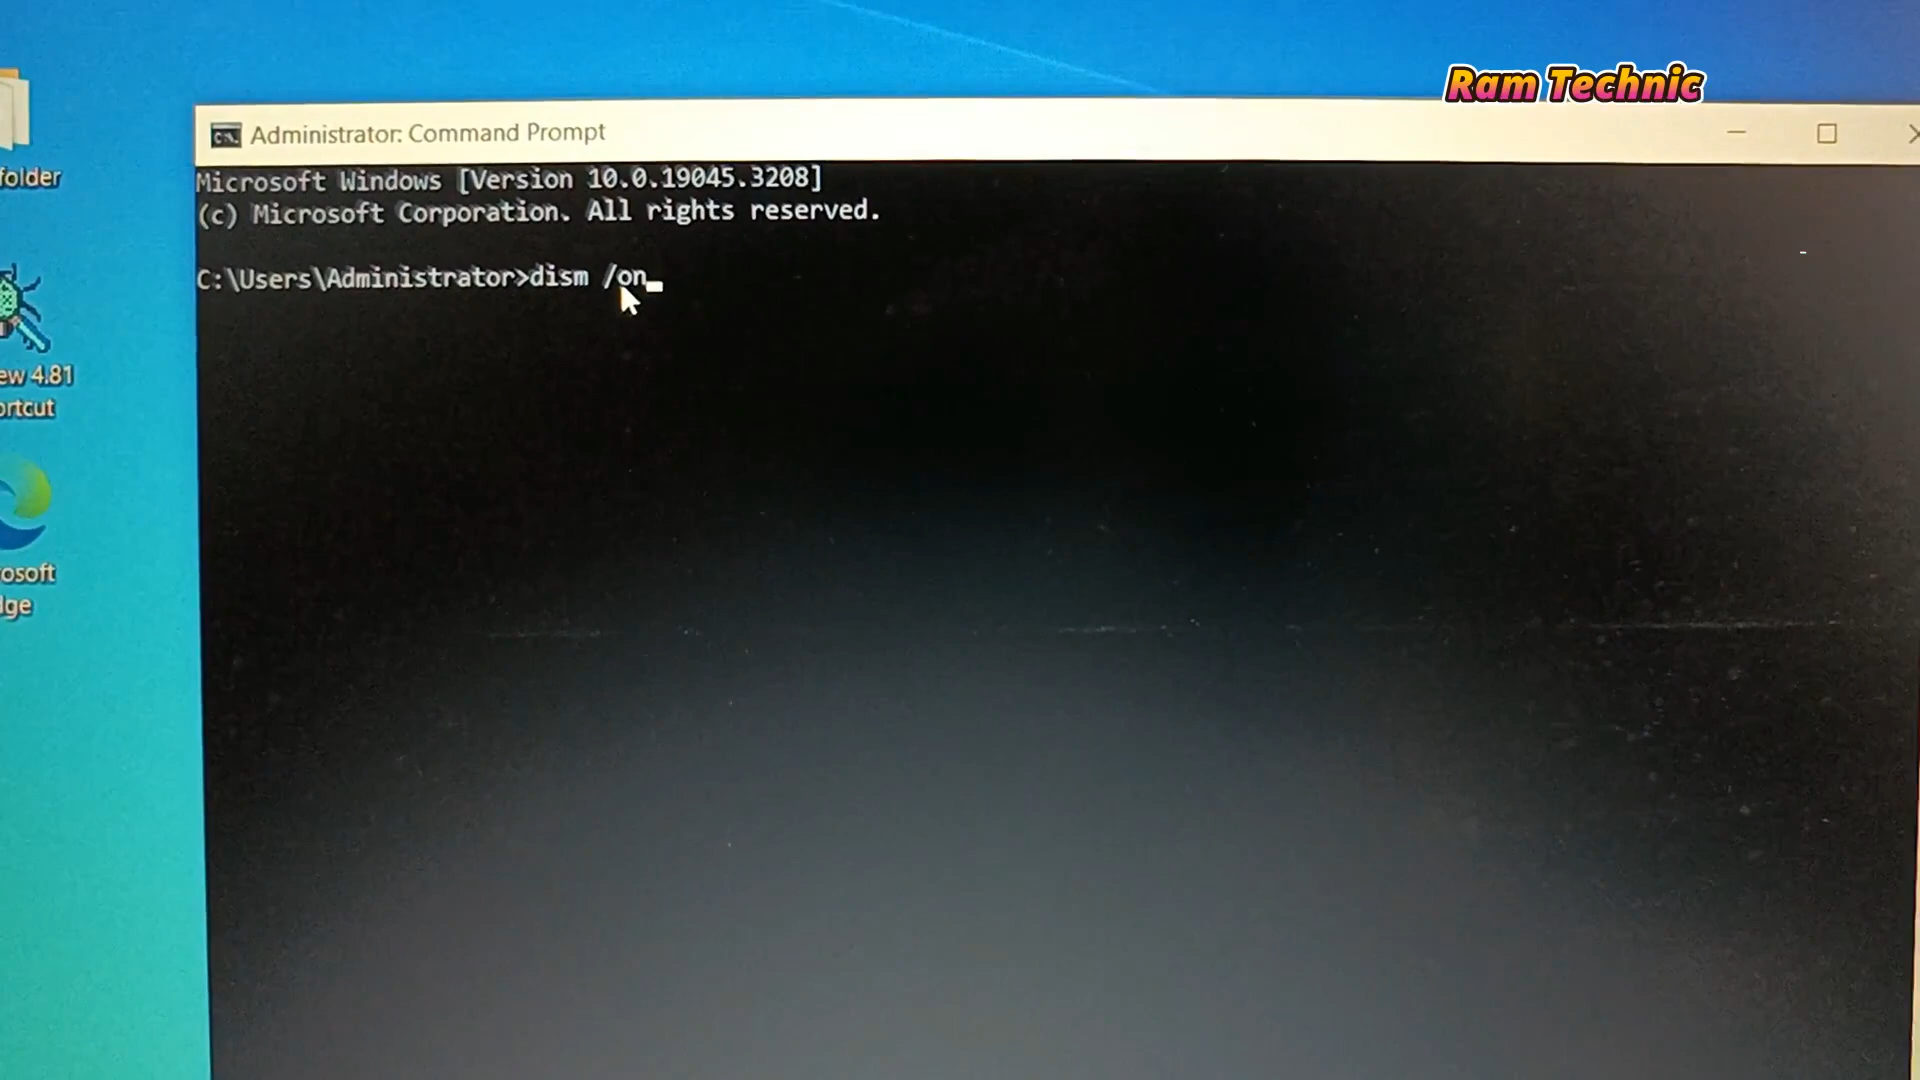 Ram Technic
Administrator: Command Prompt
Microsoft Windows [Version 10.0.19045.3208]
(c) Microsoft Corporation. All rights reserved.
C:\Users\Administrator>dism /on_
folder
ew 4.81
ortcut
osoft
dge